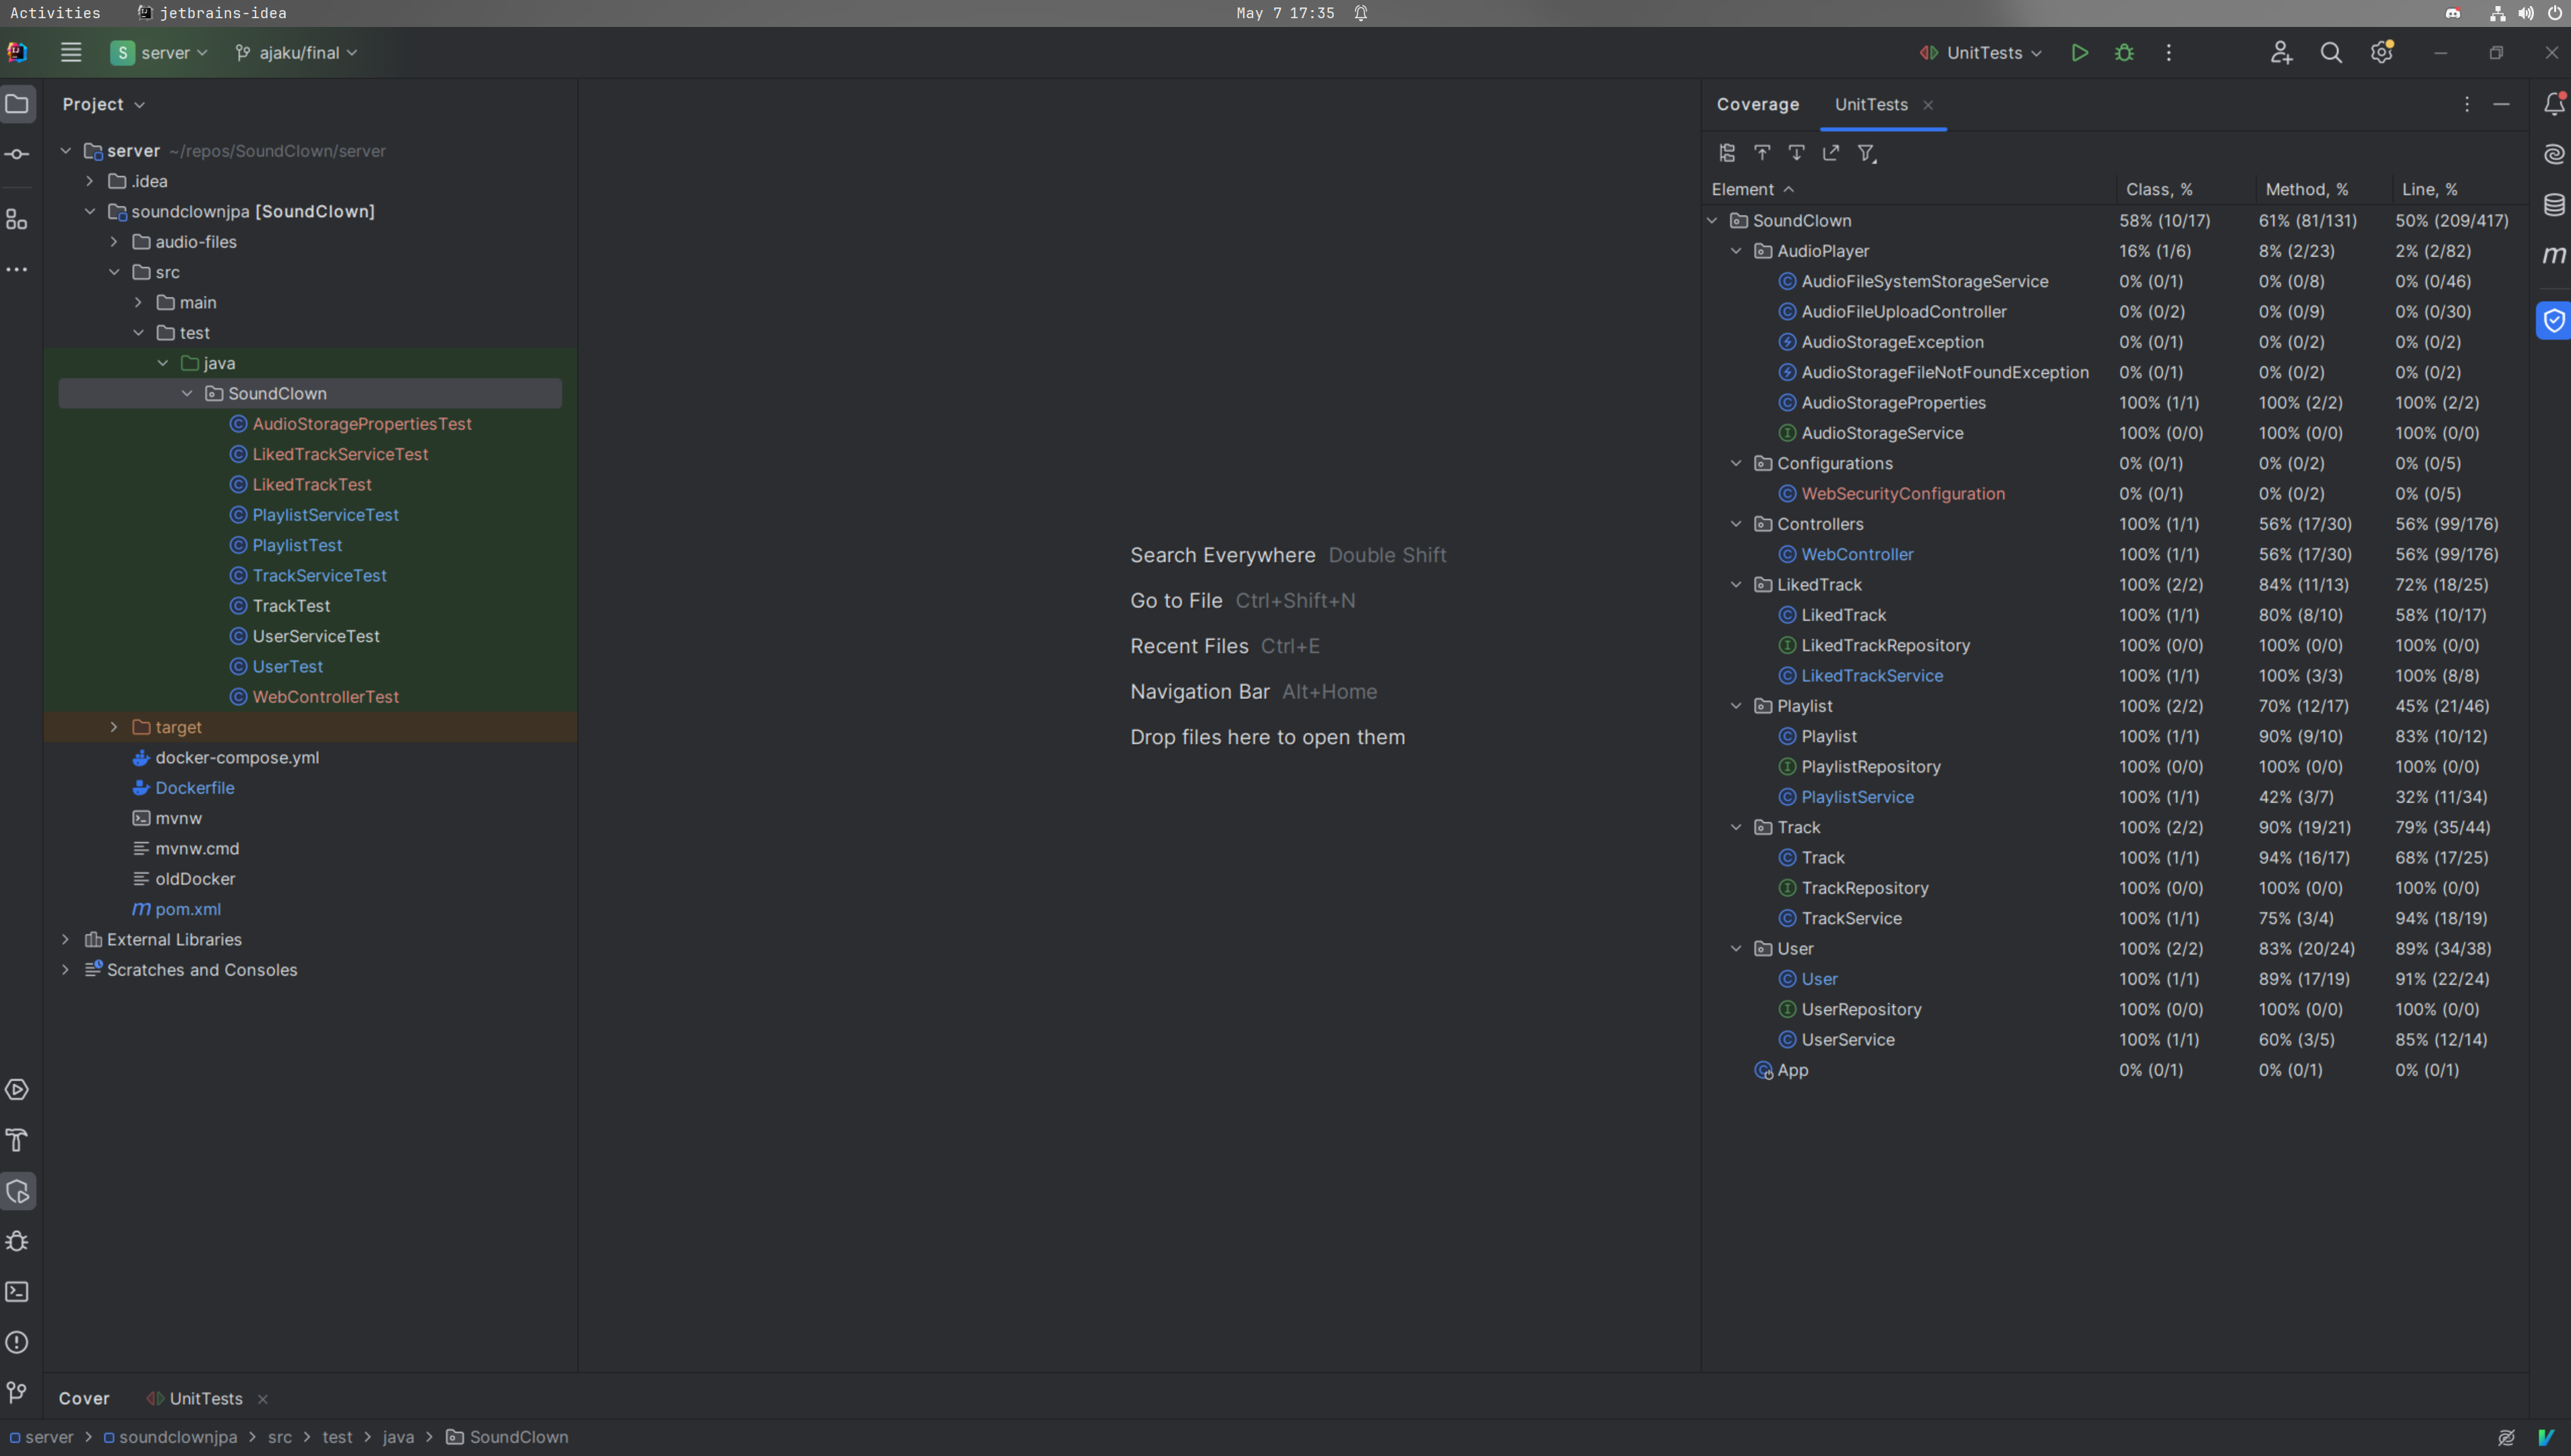 Activities jetbrains-idea May 7 17:35
S server ajaku/final UnitTests
Project
server ~/repos/SoundClown/server
.idea
soundclownjpa [SoundClown]
audio-files
src
main
test
java
SoundClown
AudioStoragePropertiesTest
LikedTrackServiceTest
LikedTrackTest
PlaylistServiceTest
PlaylistTest
TrackServiceTest
TrackTest
UserServiceTest
UserTest
WebControllerTest
target
docker-compose.yml
Dockerfile
mvnw
mvnw.cmd
oldDocker
m pom.xml
External Libraries
Scratches and Consoles
Search Everywhere Double Shift
Go to File Ctrl+Shift+N
Recent Files Ctrl+E
Navigation Bar Alt+Home
Drop files here to open them
Coverage UnitTests
Element Class, % Method, % Line, %
SoundClown 58% (10/17) 61% (81/131) 50% (209/417)
AudioPlayer 16% (1/6) 8% (2/23) 2% (2/82)
AudioFileSystemStorageService 0% (0/1) 0% (0/8) 0% (0/46)
AudioFileUploadController 0% (0/2) 0% (0/9) 0% (0/30)
AudioStorageException 0% (0/1) 0% (0/2) 0% (0/2)
AudioStorageFileNotFoundException 0% (0/1) 0% (0/2) 0% (0/2)
AudioStorageProperties 100% (1/1) 100% (2/2) 100% (2/2)
AudioStorageService 100% (0/0) 100% (0/0) 100% (0/0)
Configurations 0% (0/1) 0% (0/2) 0% (0/5)
WebSecurityConfiguration 0% (0/1) 0% (0/2) 0% (0/5)
Controllers 100% (1/1) 56% (17/30) 56% (99/176)
WebController 100% (1/1) 56% (17/30) 56% (99/176)
LikedTrack 100% (2/2) 84% (11/13) 72% (18/25)
LikedTrack 100% (1/1) 80% (8/10) 58% (10/17)
LikedTrackRepository 100% (0/0) 100% (0/0) 100% (0/0)
LikedTrackService 100% (1/1) 100% (3/3) 100% (8/8)
Playlist 100% (2/2) 70% (12/17) 45% (21/46)
Playlist 100% (1/1) 90% (9/10) 83% (10/12)
PlaylistRepository 100% (0/0) 100% (0/0) 100% (0/0)
PlaylistService 100% (1/1) 42% (3/7) 32% (11/34)
Track 100% (2/2) 90% (19/21) 79% (35/44)
Track 100% (1/1) 94% (16/17) 68% (17/25)
TrackRepository 100% (0/0) 100% (0/0) 100% (0/0)
TrackService 100% (1/1) 75% (3/4) 94% (18/19)
User 100% (2/2) 83% (20/24) 89% (34/38)
User 100% (1/1) 89% (17/19) 91% (22/24)
UserRepository 100% (0/0) 100% (0/0) 100% (0/0)
UserService 100% (1/1) 60% (3/5) 85% (12/14)
App 0% (0/1) 0% (0/1) 0% (0/1)
m
Cover UnitTests
server > soundclownjpa > src > test > java > SoundClown